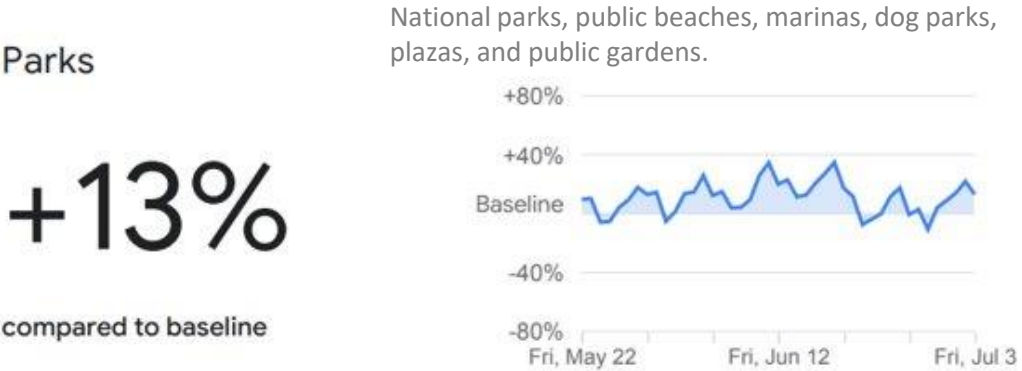 Parks
+13%
compared to baseline
National parks, public beaches, marinas, dog parks,
plazas, and public gardens.
+80%
+40%
Baseline
-40%
-80%
Fri, May 22 Fri, Jun 12 Fri, Jul 3